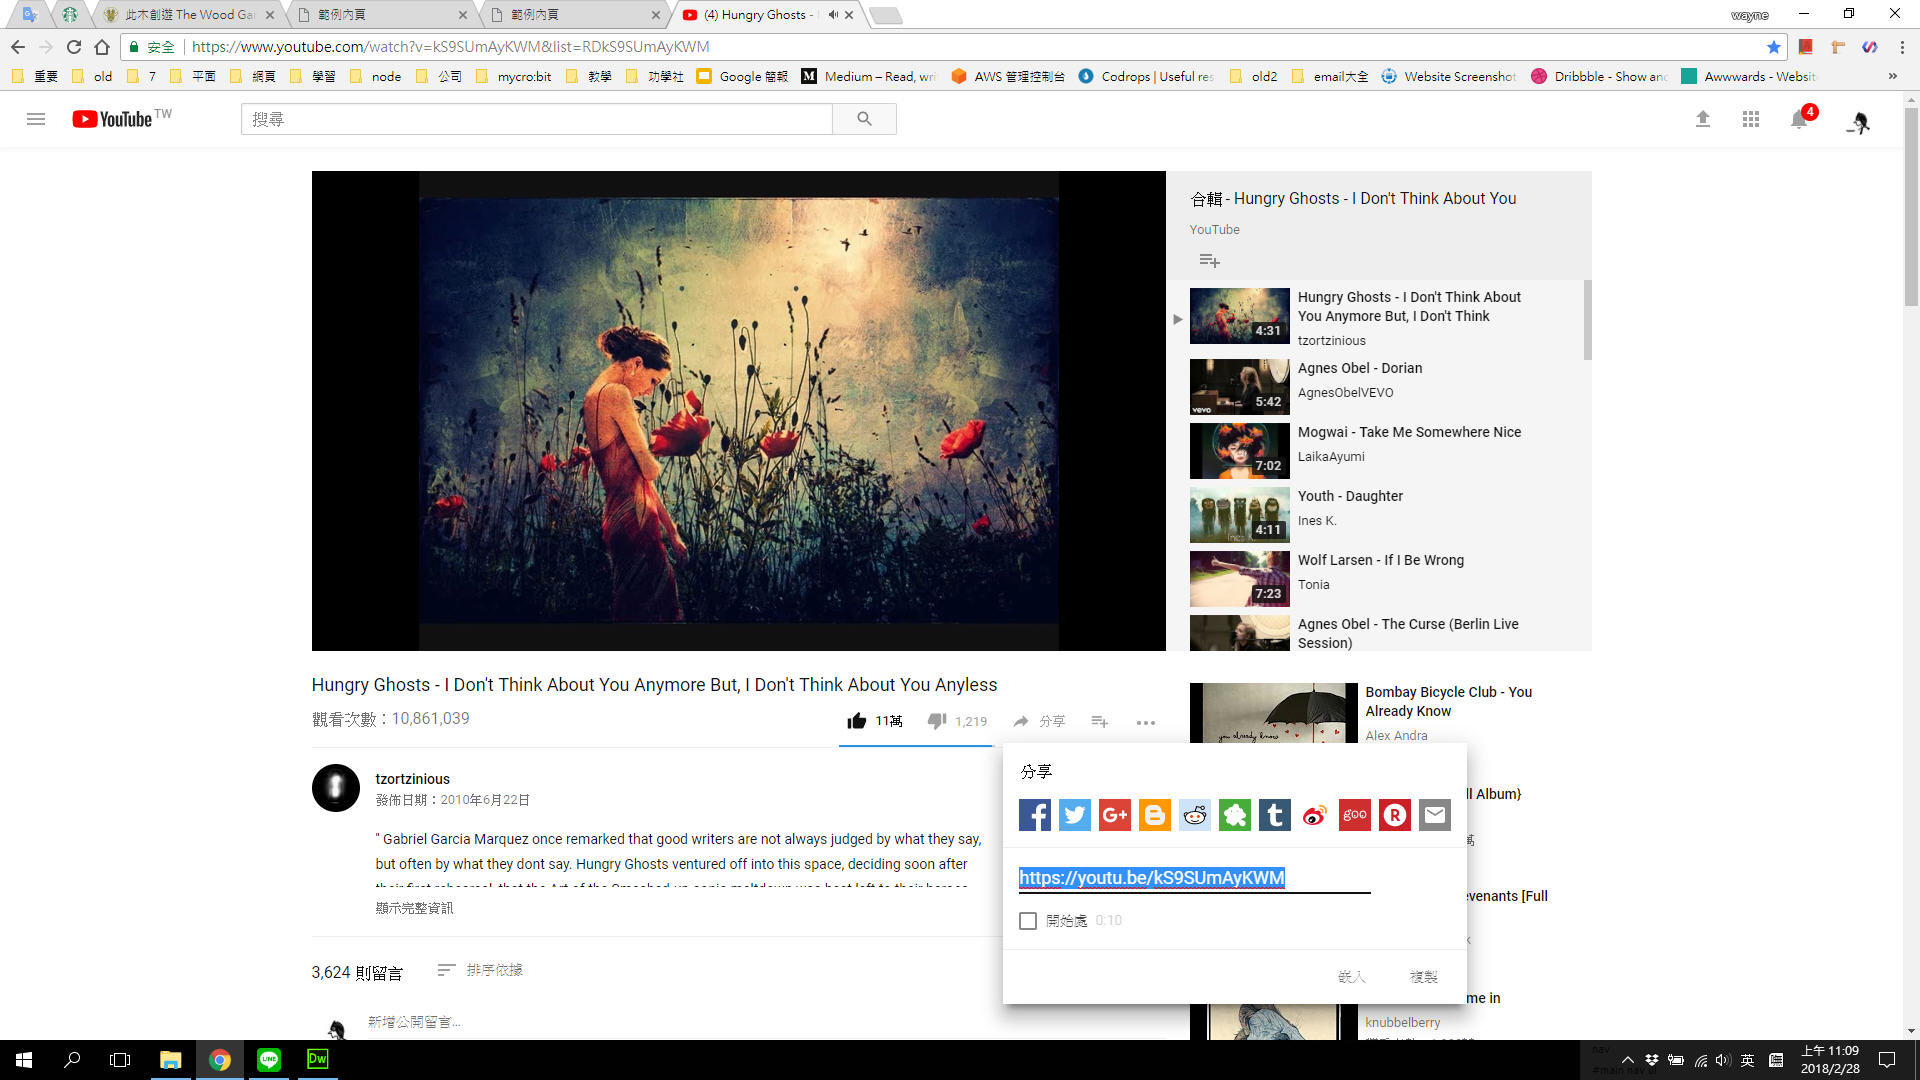 此木創遊 The Wood Gar
範例內頁
範例內頁
(4) Hungry Ghosts -
wayne
安全
https://www.youtube.com/watch?v=kS9SUmAyKWM&list=RDkS9SUmAyKWM
重要
old
7
平面
網頁
學習
node
公司
mycro:bit
教學
功學社
Google 簡報
Medium – Read, wri
AWS 管理控制台
Codrops | Useful res
old2
email大全
Website Screenshot
Dribbble - Show and
Awwwards - Websit
»
YouTube TW
搜尋
4
合輯 - Hungry Ghosts - I Don't Think About You
YouTube
Hungry Ghosts - I Don't Think About
You Anymore But, I Don't Think
4:31
tzortzinious
Agnes Obel - Dorian
AgnesObelVEVO
vevo
5:42
Mogwai - Take Me Somewhere Nice
LaikaAyumi
7:02
Youth - Daughter
Ines K.
Ines K.
4:11
Wolf Larsen - If I Be Wrong
Tonia
7:23
Agnes Obel - The Curse (Berlin Live
Session)
Hungry Ghosts - I Don't Think About You Anymore But, I Don't Think About You Anyless
觀看次數：10,861,039
11萬
1,219
分享
tzortzinious
發佈日期：2010年6月22日
" Gabriel Garcia Marquez once remarked that good writers are not always judged by what they say,
but often by what they dont say. Hungry Ghosts ventured off into this space, deciding soon after
顯示完整資訊
3,624 則留言
排序依據
新增公開留言...
you already know
Bombay Bicycle Club - You
Already Know
Alex Andra
分享
G+
goo
R
https://youtu.be/kS9SUmAyKWM
開始處 0:10
嵌入
複製
ll Album}
萬
evenants [Full
k
me in
knubbelberry
Dw
LINE
英
上午 11:09
2018/2/28